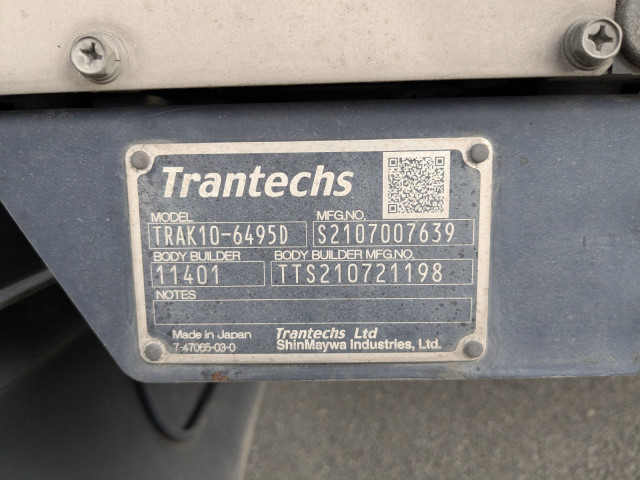 Trantechs
MODEL MFG.NO.
TRAK10-6495D S2107007639
BODY BUILDER BODY BUILDER MFG.NO.
11401 TTS210721198
NOTES
Made in Japan Trantechs Ltd
7-47065-03-0 ShinMaywa Industries, Ltd.